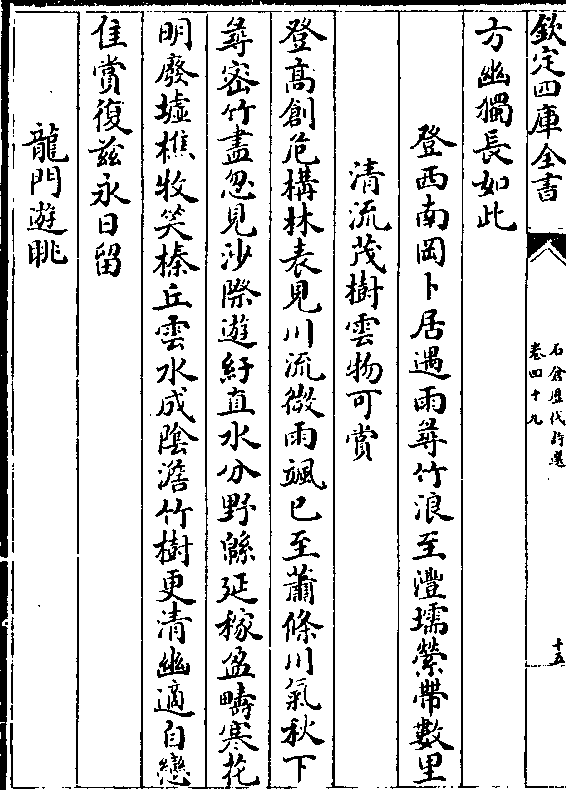 欽定四庫全書
石倉歷代詩選
卷四十九
十五
方幽獨長如此
登西南岡卜居遇雨尋竹浪至澧壖縈帶數里
清流茂樹雲物可賞
登高創危構林表見川流微雨颯已至蕭條川氣秋下
尋密竹盡忽見沙際遊紆直水分野緜延稼盈疇寒花
明廢墟樵牧笑榛丘雲水成陰澹竹樹更清幽適自戀
佳賞復茲永日留
龍門遊眺